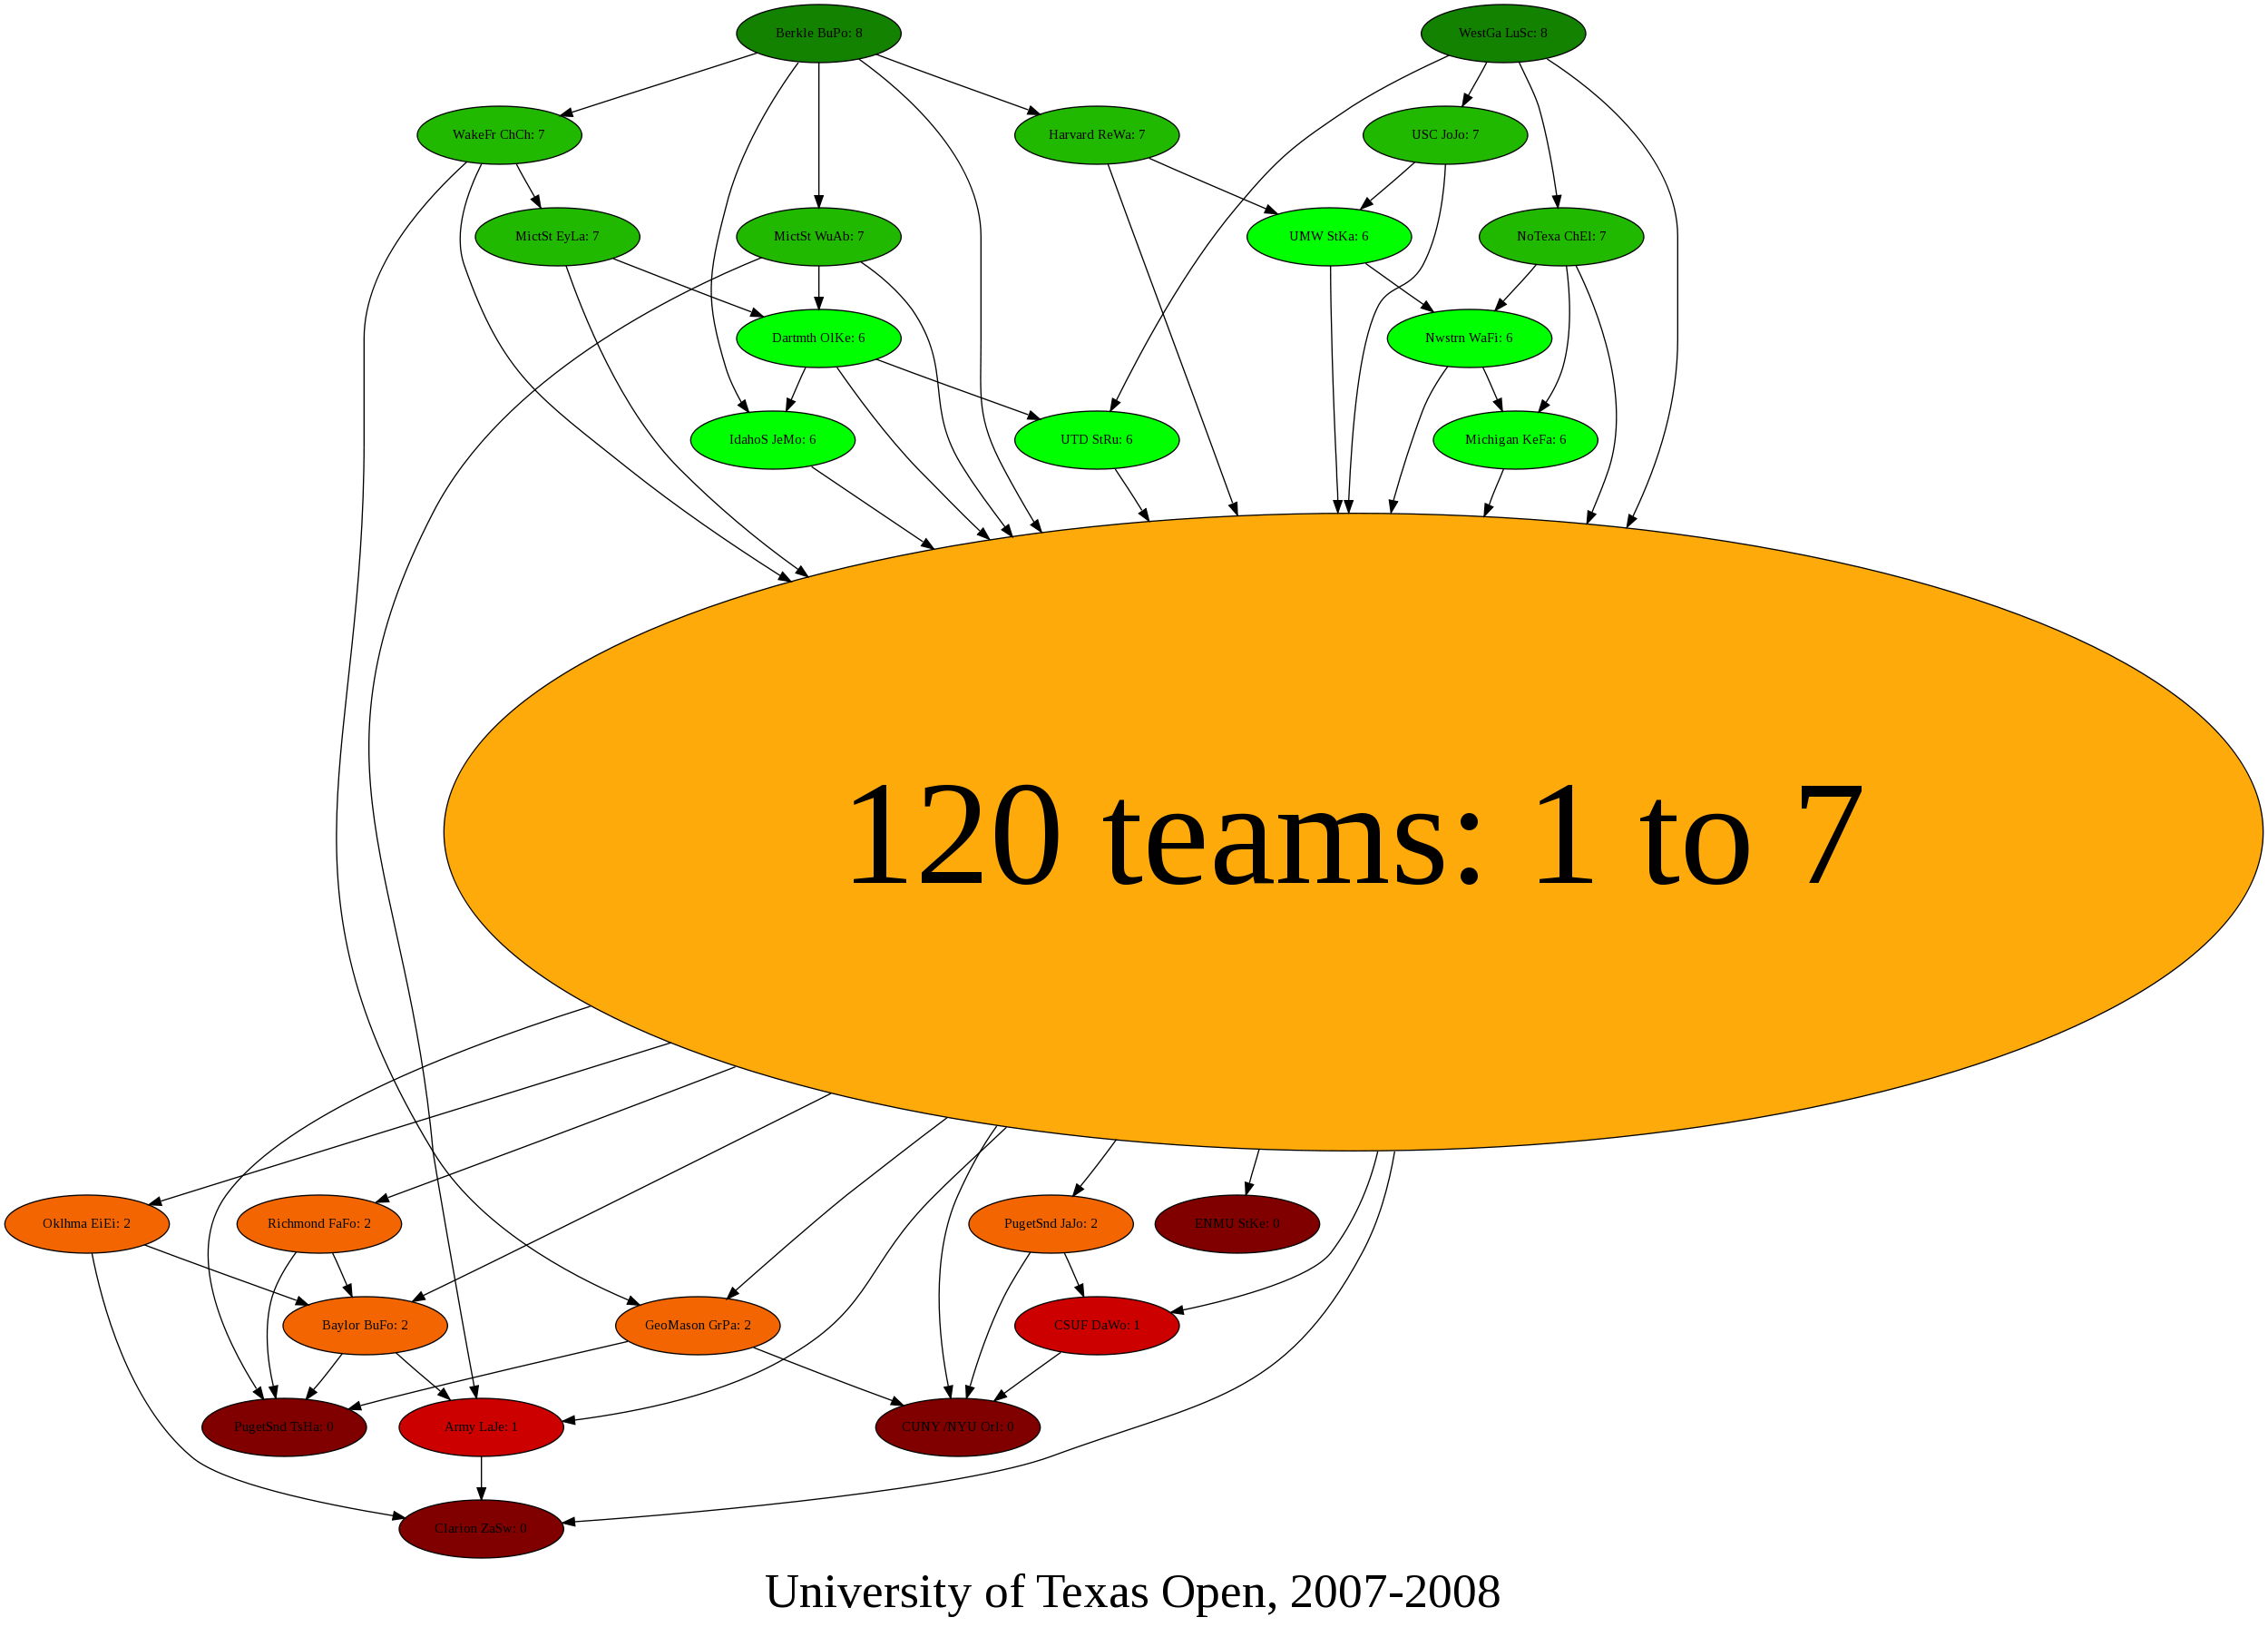 Berkle BuPo: 8
WestGa LuSc: 8
WakeFr ChCh: 7
Harvard ReWa: 7
USC JoJo: 7
MictSt EyLa: 7
MictSt WuAb: 7
UMW StKa: 6
NoTexa ChEl: 7
Dartmth OlKe: 6
Nwstrn WaFi: 6
IdahoS JeMo: 6
UTD StRu: 6
Michigan KeFa: 6
120 teams: 1 to 7
Oklhma EiEi: 2
Richmond FaFo: 2
PugetSnd JaJo: 2
ENMU StKe: 0
Baylor BuFo: 2
GeoMason GrPa: 2
CSUF DaWo: 1
PugetSnd TsHa: 0
Army LaJe: 1
CUNY /NYU Ori: 0
Clarion ZaSw: 0
University of Texas Open, 2007-2008